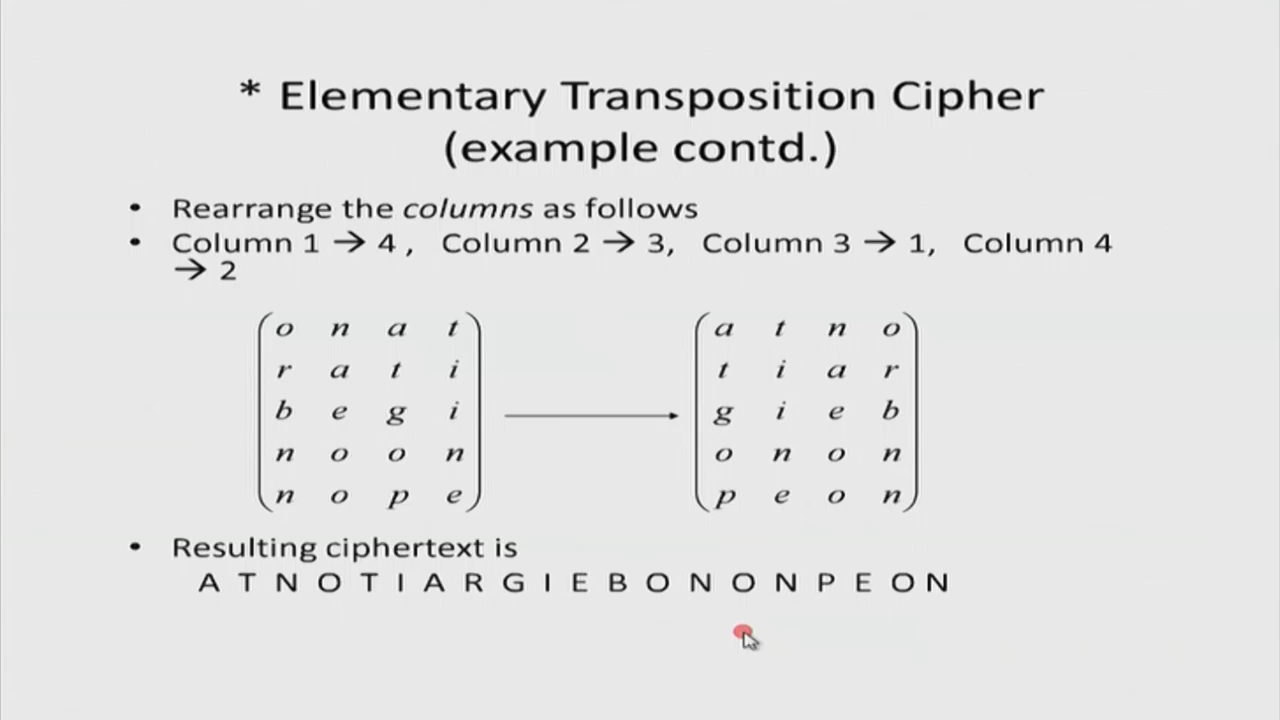 * Elementary Transposition Cipher
(example contd.)
• Rearrange the columns as follows
• Column 1 → 4 , Column 2 → 3, Column 3 → 1, Column 4
→ 2
o n a t a t n o
r a t i t i a r
b e g i g i e b
n o o n o n o n
n o p e p e o n
• Resulting ciphertext is
A T N O T I A R G I E B O N O N P E O N